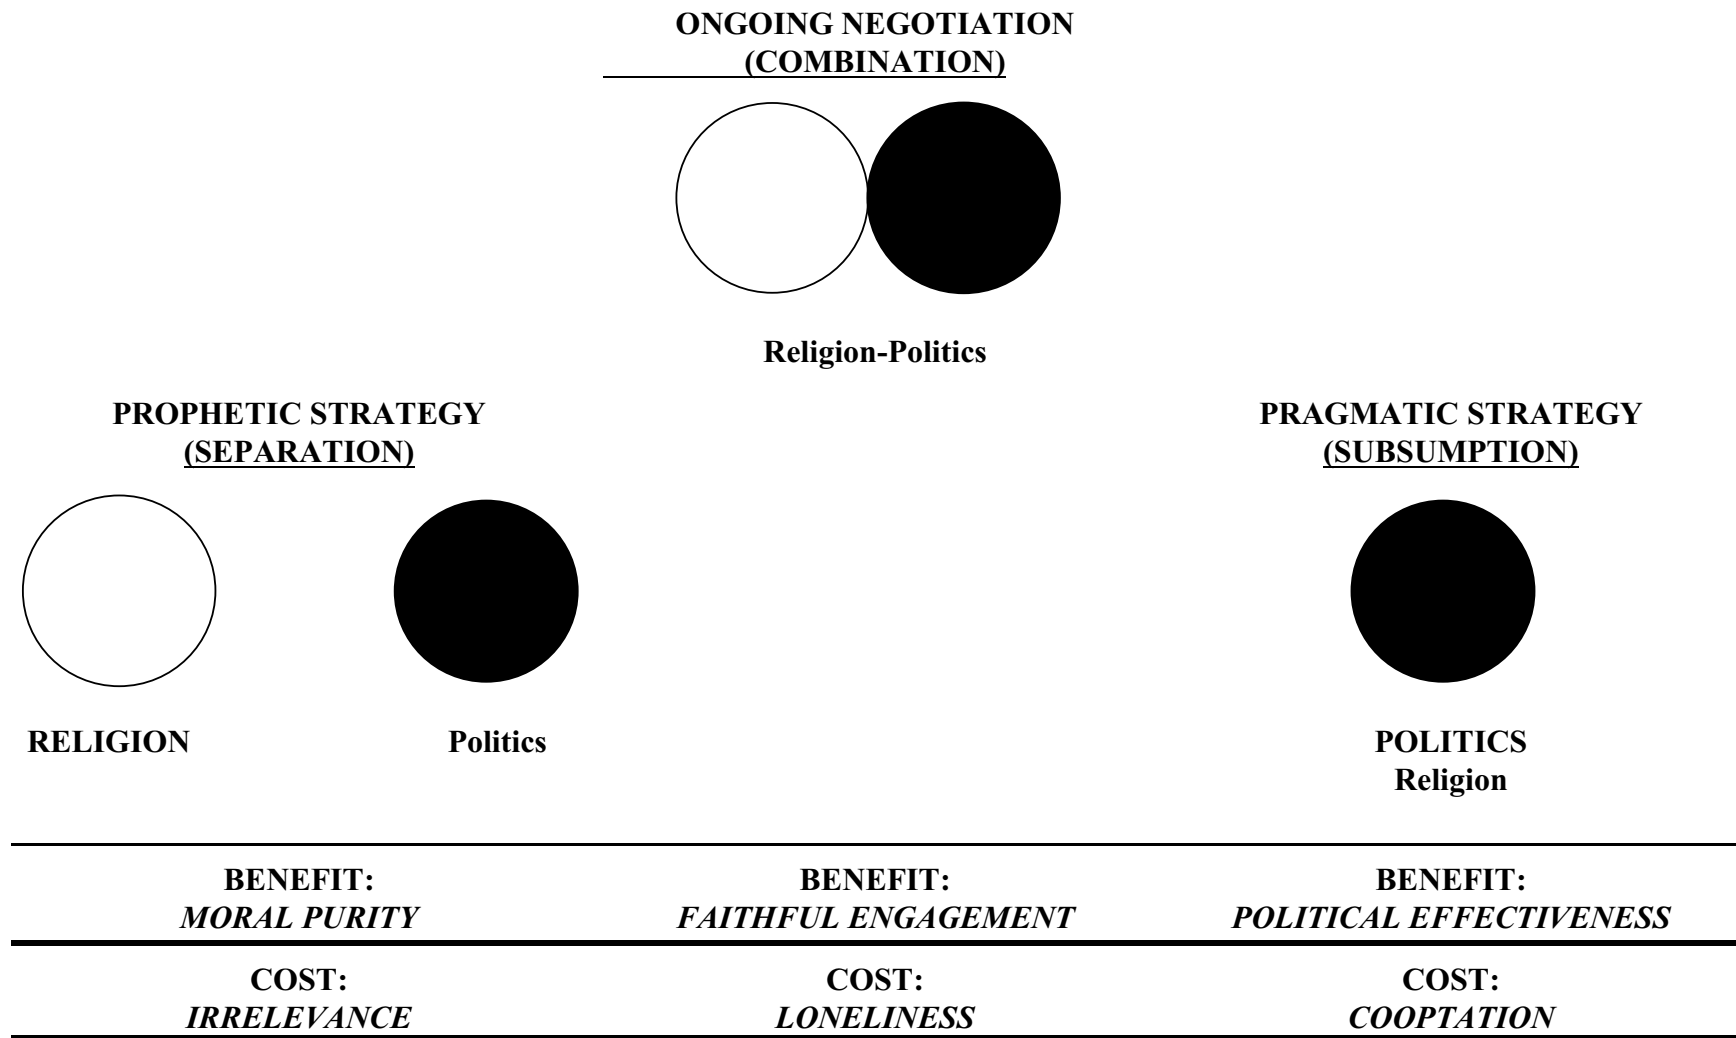 ONGOING NEGOTIATION
(COMBINATION)
Religion-Politics
PROPHETIC STRATEGY
(SEPARATION)
PRAGMATIC STRATEGY
(SUBSUMPTION)
RELIGION
Politics
POLITICS
Religion
BENEFIT:
MORAL PURITY
BENEFIT:
FAITHFUL ENGAGEMENT
BENEFIT:
POLITICAL EFFECTIVENESS
COST:
IRRELEVANCE
COST:
LONELINESS
COST:
COOPTATION